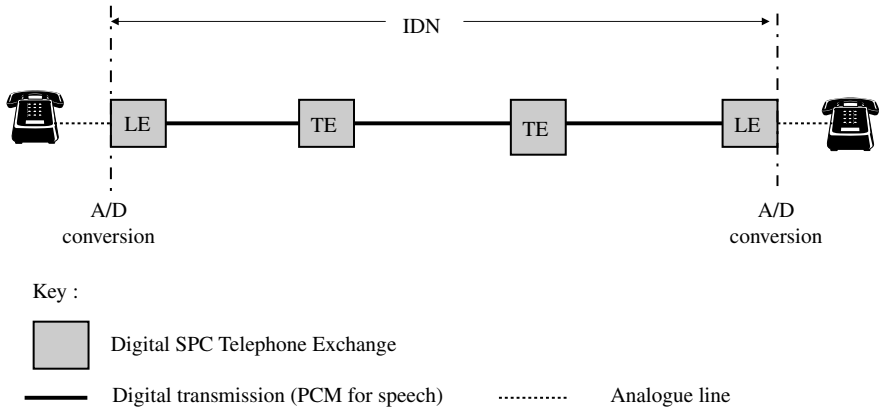 IDN
LE
TE
TE
LE
A/D
conversion
A/D
conversion
Key :
Digital SPC Telephone Exchange
Digital transmission (PCM for speech)
Analogue line